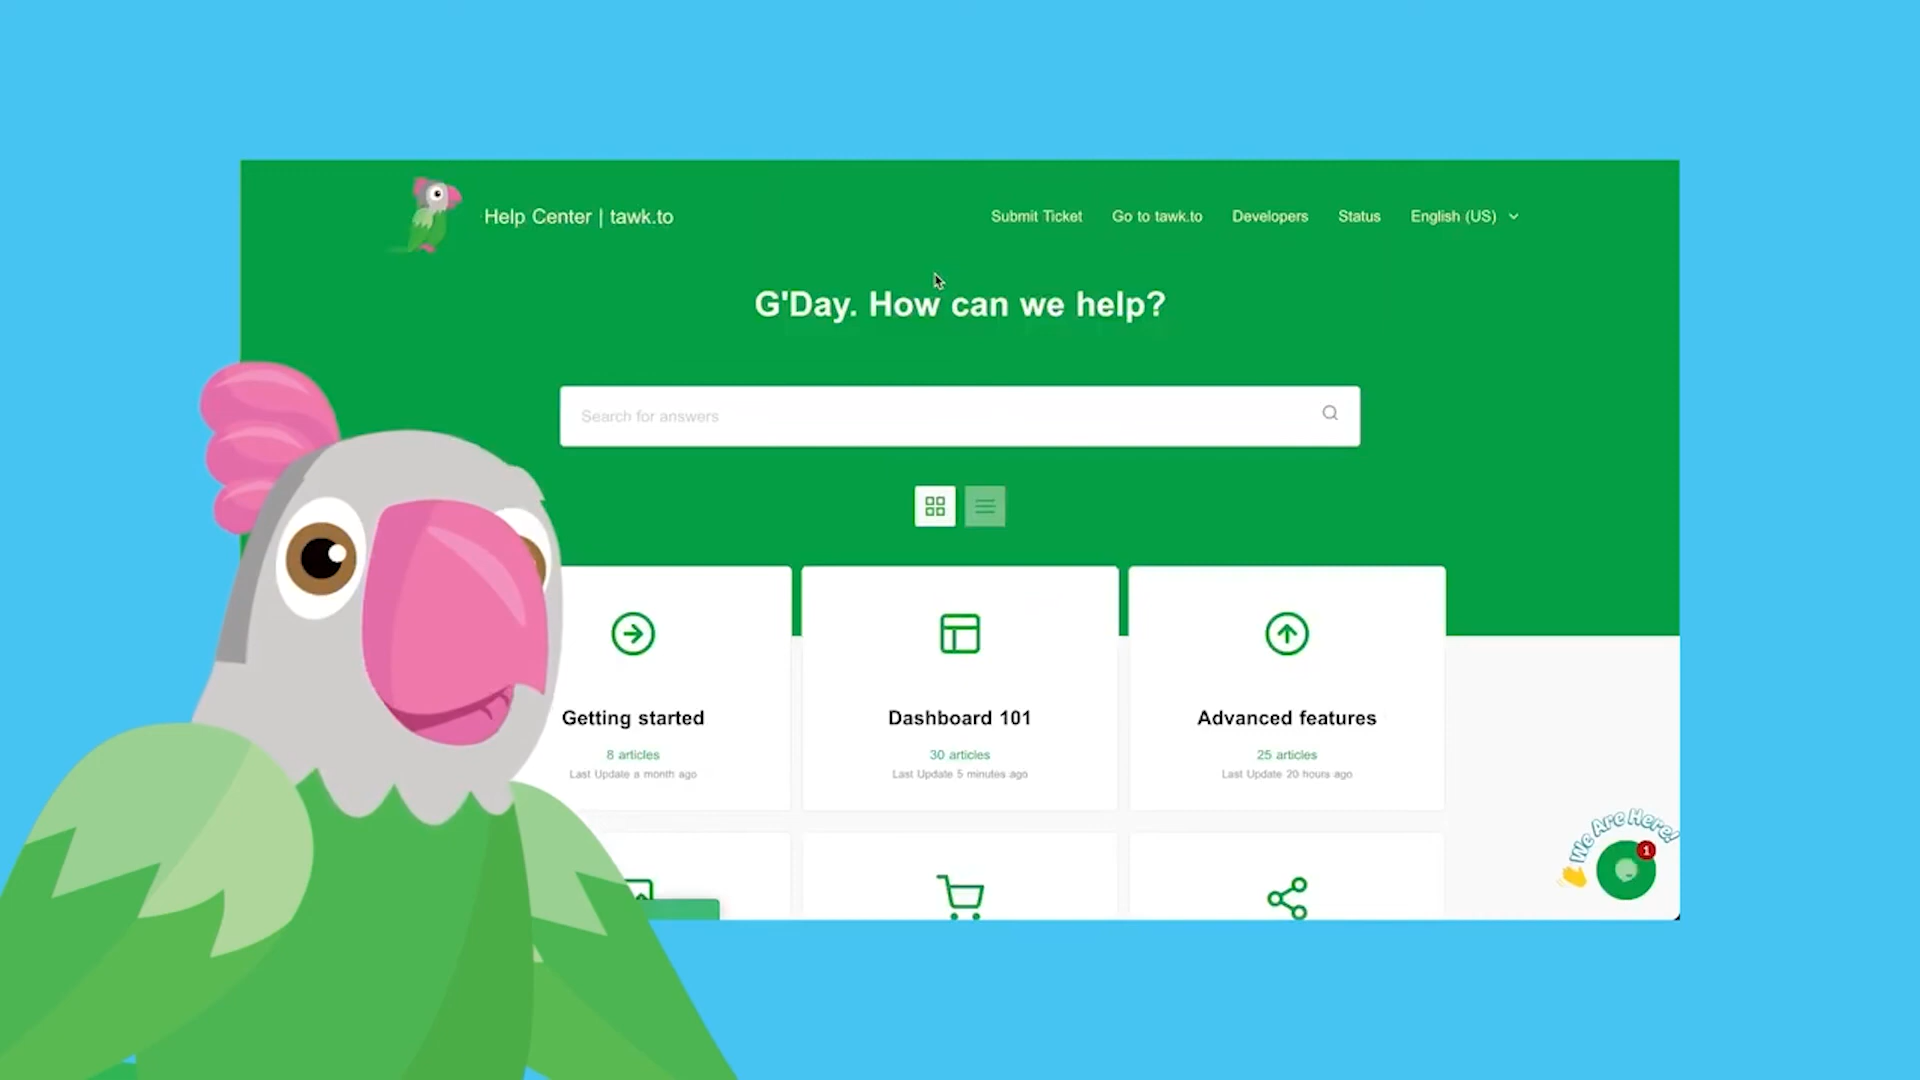 Help Center | tawk.to
Submit Ticket
Go to tawk.to
Developers
Status
English (US)
G'Day. How can we help?
Search for answers
Getting started
8 articles
Last Update a month ago
Dashboard 101
30 articles
Last Update 5 minutes ago
Advanced features
25 articles
Last Update 20 hours ago
We Are Here!
1